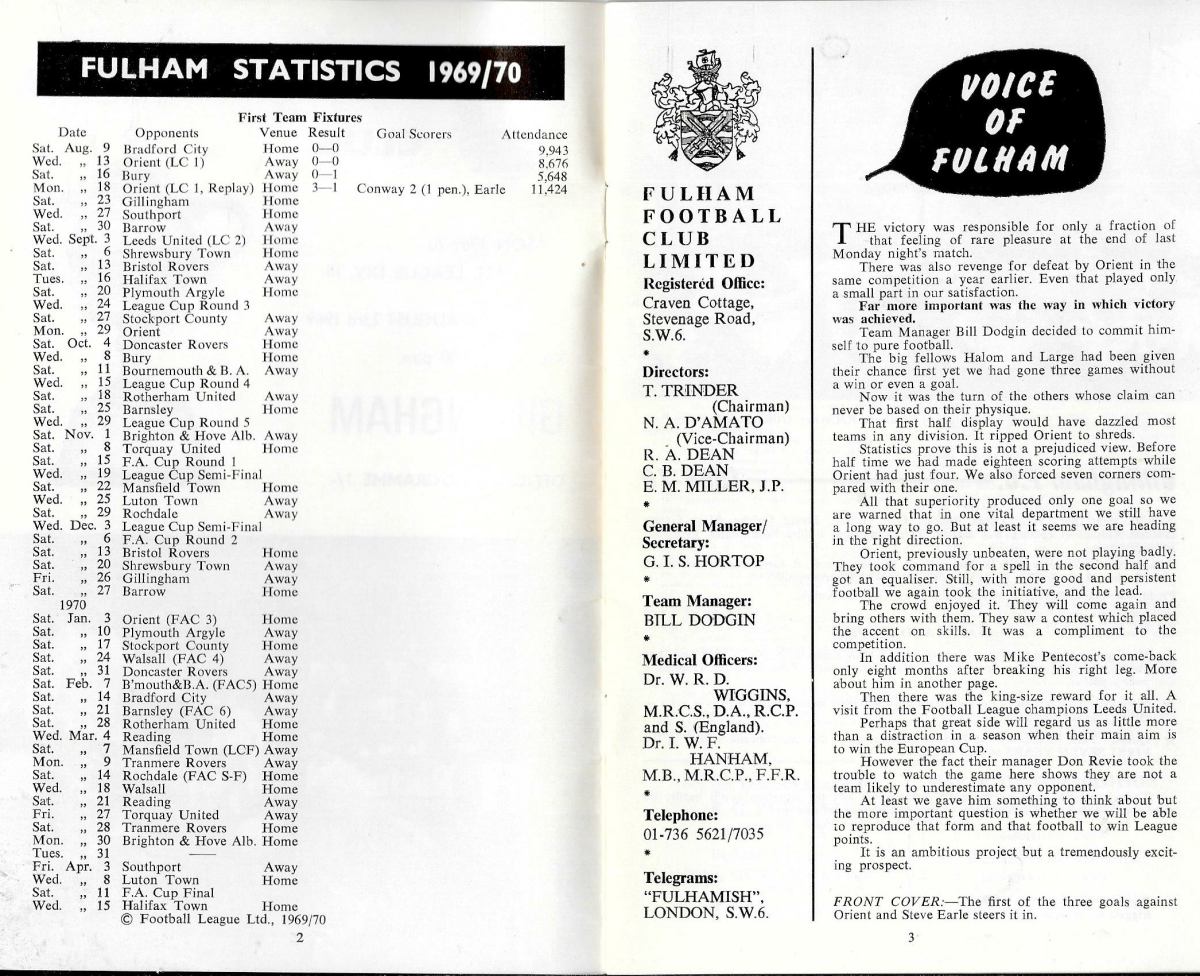 FULHAM STATISTICS 1969/70
First Team Fixtures
Date Opponents Venue Result Goal Scorers Attendance
Sat. Aug. 9 Bradford City Home 0—0 9,943
Wed. „ 13 Orient (LC 1) Away 0—0 8,676
Sat. „ 16 Bury Away 0—1 5,648
Mon. „ 18 Orient (LC 1, Replay) Home 3—1 Conway 2 (1 pen.), Earle 11,424
Sat. „ 23 Gillingham Home
Wed. „ 27 Southport Home
Sat. „ 30 Barrow Away
Wed. Sept. 3 Leeds United (LC 2) Home
Sat. „ 6 Shrewsbury Town Home
Sat. „ 13 Bristol Rovers Away
Tues. „ 16 Halifax Town Away
Sat. „ 20 Plymouth Argyle Home
Wed. „ 24 League Cup Round 3
Sat. „ 27 Stockport County Away
Mon. „ 29 Orient Away
Sat. Oct. 4 Doncaster Rovers Home
Wed. „ 8 Bury Home
Sat. „ 11 Bournemouth & B. A. Away
Wed. „ 15 League Cup Round 4
Sat. „ 18 Rotherham United Away
Sat. „ 25 Barnsley Home
Wed. „ 29 League Cup Round 5
Sat. Nov. 1 Brighton & Hove Alb. Away
Sat. „ 8 Torquay United Home
Sat. „ 15 F.A. Cup Round 1
Wed. „ 19 League Cup Semi-Final
Sat. „ 22 Mansfield Town Home
Wed. „ 25 Luton Town Away
Sat. „ 29 Rochdale Away
Wed. Dec. 3 League Cup Semi-Final
Sat. „ 6 F.A. Cup Round 2
Sat. „ 13 Bristol Rovers Home
Sat. „ 20 Shrewsbury Town Away
Fri. „ 26 Gillingham Away
Sat. „ 27 Barrow Home
1970
Sat. Jan. 3 Orient (FAC 3) Home
Sat. „ 10 Plymouth Argyle Away
Sat. „ 17 Stockport County Home
Sat. „ 24 Walsall (FAC 4) Away
Sat. „ 31 Doncaster Rovers Away
Sat. Feb. 7 B'mouth&B.A. (FAC5) Home
Sat. „ 14 Bradford City Away
Sat. „ 21 Barnsley (FAC 6) Away
Sat. „ 28 Rotherham United Home
Wed. Mar. 4 Reading Home
Sat. „ 7 Mansfield Town (LCF) Away
Mon. „ 9 Tranmere Rovers Away
Sat. „ 14 Rochdale (FAC S-F) Home
Wed. „ 18 Walsall Home
Sat. „ 21 Reading Away
Fri. „ 27 Torquay United Away
Sat. „ 28 Tranmere Rovers Home
Mon. „ 30 Brighton & Hove Alb. Home
Tues. „ 31 ——
Fri. Apr. 3 Southport Away
Wed. „ 8 Luton Town Home
Sat. „ 11 F.A. Cup Final
Wed. „ 15 Halifax Town Home
© Football League Ltd., 1969/70
2
FULHAM
FOOTBALL
CLUB
LIMITED
Registered Office:
Craven Cottage,
Stevenage Road,
S.W.6.
*
Directors:
T. TRINDER
(Chairman)
N. A. D'AMATO
(Vice-Chairman)
R. A. DEAN
C. B. DEAN
E. M. MILLER, J.P.
*
General Manager/
Secretary:
G. I. S. HORTOP
*
Team Manager:
BILL DODGIN
*
Medical Officers:
Dr. W. R. D.
WIGGINS,
M.R.C.S., D.A., R.C.P.
and S. (England).
Dr. I. W. F.
HANHAM,
M.B., M.R.C.P., F.F.R.
*
Telephone:
01-736 5621/7035
*
Telegrams:
"FULHAMISH",
LONDON, S.W.6.
VOICE
OF
FULHAM
THE victory was responsible for only a fraction of
that feeling of rare pleasure at the end of last
Monday night's match.
There was also revenge for defeat by Orient in the
same competition a year earlier. Even that played only
a small part in our satisfaction.
Far more important was the way in which victory
was achieved.
Team Manager Bill Dodgin decided to commit him-
self to pure football.
The big fellows Halom and Large had been given
their chance first yet we had gone three games without
a win or even a goal.
Now it was the turn of the others whose claim can
never be based on their physique.
That first half display would have dazzled most
teams in any division. It ripped Orient to shreds.
Statistics prove this is not a prejudiced view. Before
half time we had made eighteen scoring attempts while
Orient had just four. We also forced seven corners com-
pared with their one.
All that superiority produced only one goal so we
are warned that in one vital department we still have
a long way to go. But at least it seems we are heading
in the right direction.
Orient, previously unbeaten, were not playing badly.
They took command for a spell in the second half and
got an equaliser. Still, with more good and persistent
football we again took the initiative, and the lead.
The crowd enjoyed it. They will come again and
bring others with them. They saw a contest which placed
the accent on skills. It was a compliment to the
competition.
In addition there was Mike Pentecost's come-back
only eight months after breaking his right leg. More
about him in another page.
Then there was the king-size reward for it all. A
visit from the Football League champions Leeds United.
Perhaps that great side will regard us as little more
than a distraction in a season when their main aim is
to win the European Cup.
However the fact their manager Don Revie took the
trouble to watch the game here shows they are not a
team likely to underestimate any opponent.
At least we gave him something to think about but
the more important question is whether we will be able
to reproduce that form and that football to win League
points.
It is an ambitious project but a tremendously excit-
ing prospect.
FRONT COVER:—The first of the three goals against
Orient and Steve Earle steers it in.
3